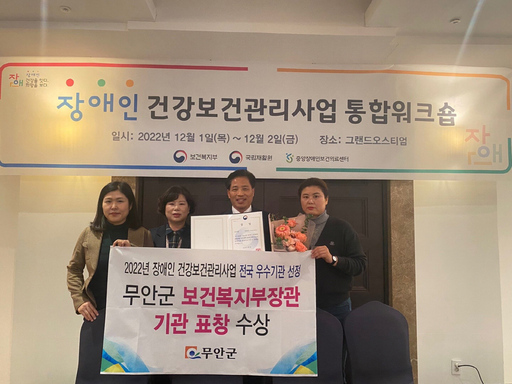 장애인 건강보건관리사업 통합워크숍
일시: 2022년 12월 1일(목) ~ 12월 2일(금) 장소: 그랜드오스티엄
보건복지부 국립재활원 중앙장애인보건의료센터
장애
2022년 장애인 건강보건관리사업 전국 우수기관 선정
무안군 보건복지부장관
기관 표창 수상
무안군